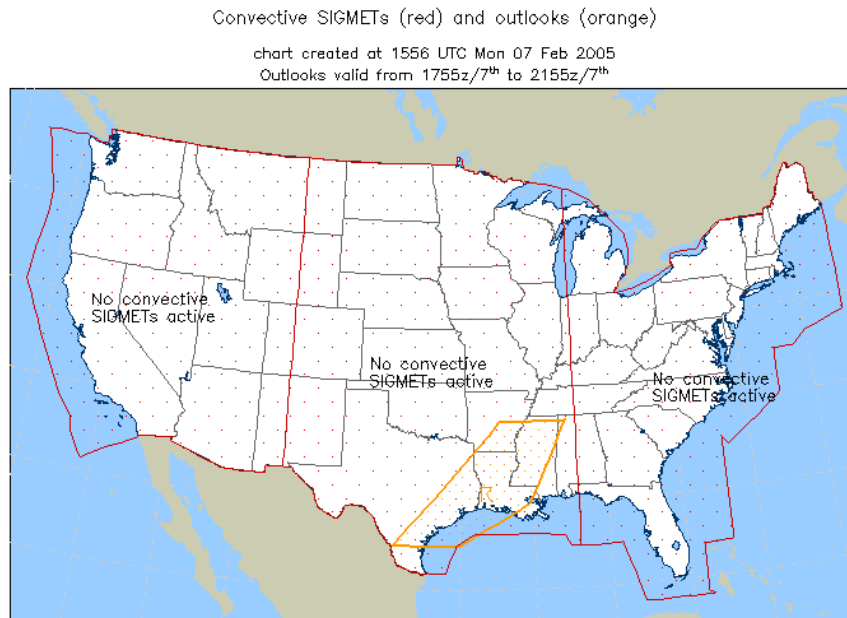 Convective SIGMETs (red) and outlooks (orange)
chart created at 1556 UTC Mon 07 Feb 2005
Outlooks valid from 1755z/7th to 2155z/7th
No convective
SIGMETs active
No convective
SIGMETs active
No convective
SIGMETs active